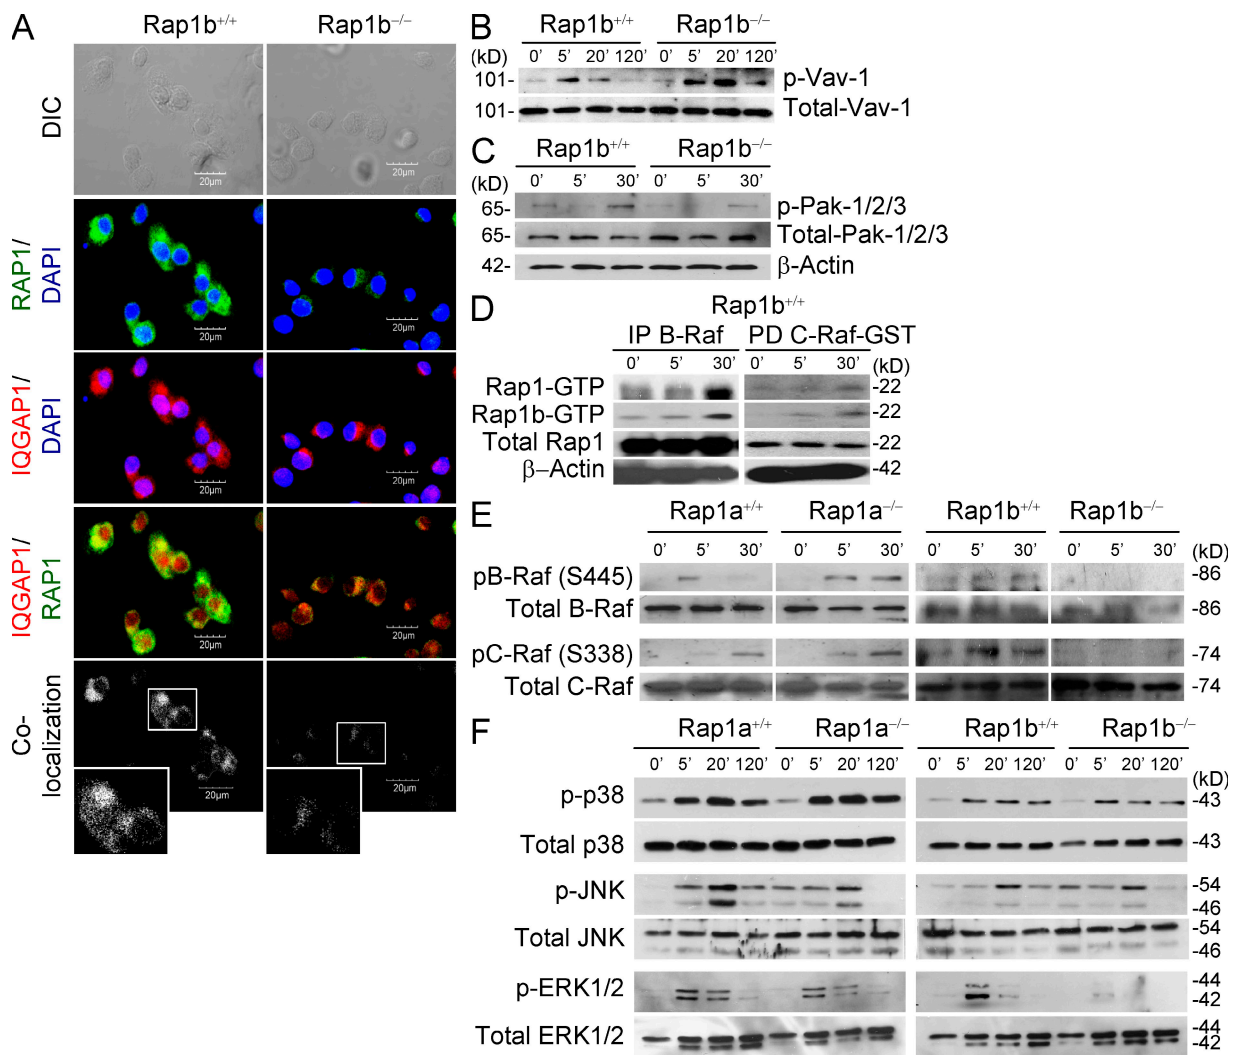 A
Rap1b+/+ Rap1b−/−
DIC
20µm 20µm
RAP1/
DAPI
20µm 20µm
IQGAP1/
DAPI
20µm 20µm
IQGAP1/
RAP1
20µm 20µm
Co-
localization
20µm 20µm
B
Rap1b+/+ Rap1b−/−
(kD) 0' 5' 20' 120' 0' 5' 20' 120'
101- p-Vav-1
101- Total-Vav-1
C
Rap1b+/+ Rap1b−/−
(kD) 0' 5' 30' 0' 5' 30'
65- p-Pak-1/2/3
65- Total-Pak-1/2/3
42- β-Actin
D
Rap1b+/+
IP B-Raf PD C-Raf-GST
0' 5' 30' 0' 5' 30' (kD)
Rap1-GTP -22
Rap1b-GTP -22
Total Rap1 -22
β–Actin -42
E
Rap1a+/+ Rap1a−/− Rap1b+/+ Rap1b−/−
0' 5' 30' 0' 5' 30' 0' 5' 30' 0' 5' 30' (kD)
pB-Raf (S445) -86
Total B-Raf -86
pC-Raf (S338) -74
Total C-Raf -74
F
Rap1a+/+ Rap1a−/− Rap1b+/+ Rap1b−/−
0' 5' 20' 120' 0' 5' 20' 120' 0' 5' 20' 120' 0' 5' 20' 120' (kD)
p-p38 -43
Total p38 -43
p-JNK -54
-46
Total JNK -54
-46
p-ERK1/2 -44
-42
Total ERK1/2 -44
-42